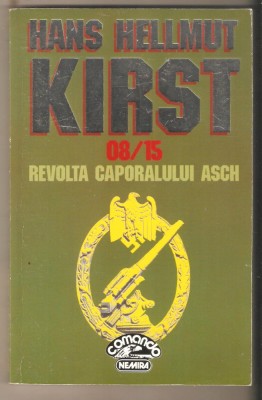 HANS HELLMUT
KIRST
08/15
REVOLTA CAPORALULUI ASCH
comando
NEMIRA